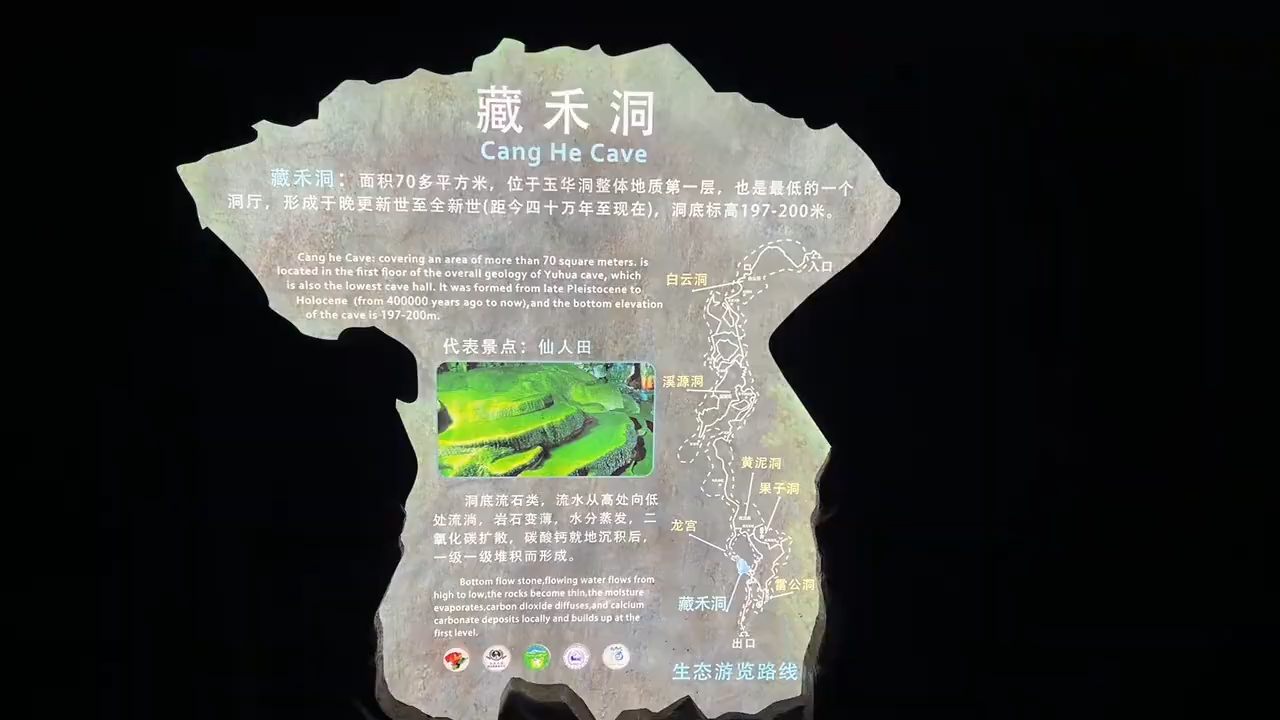 藏禾洞
Cang He Cave
藏禾洞：面积70多平方米，位于玉华洞整体地质第一层，也是最低的一个
洞厅，形成于晚更新世至全新世(距今四十万年至现在)，洞底标高197-200米。
Cang he Cave: covering an area of more than 70 square meters. is
located in the first floor of the overall geology of Yuhua cave, which
is also the lowest cave hall. It was formed from late Pleistocene to
Holocene (from 400000 years ago to now),and the bottom elevation
of the cave is 197-200m.
代表景点：仙人田
洞底流石类，流水从高处向低
处流淌，岩石变薄，水分蒸发，二
氧化碳扩散，碳酸钙就地沉积后，
一级一级堆积而形成。
Bottom flow stone,flowing water flows from
high to low,the rocks become thin,the moisture
evaporates,carbon dioxide diffuses,and calcium
carbonate deposits locally and builds up at the
first level.
入口
白云洞
溪源洞
黄泥洞
果子洞
龙宫
雷公洞
藏禾洞
出口
生态游览路线